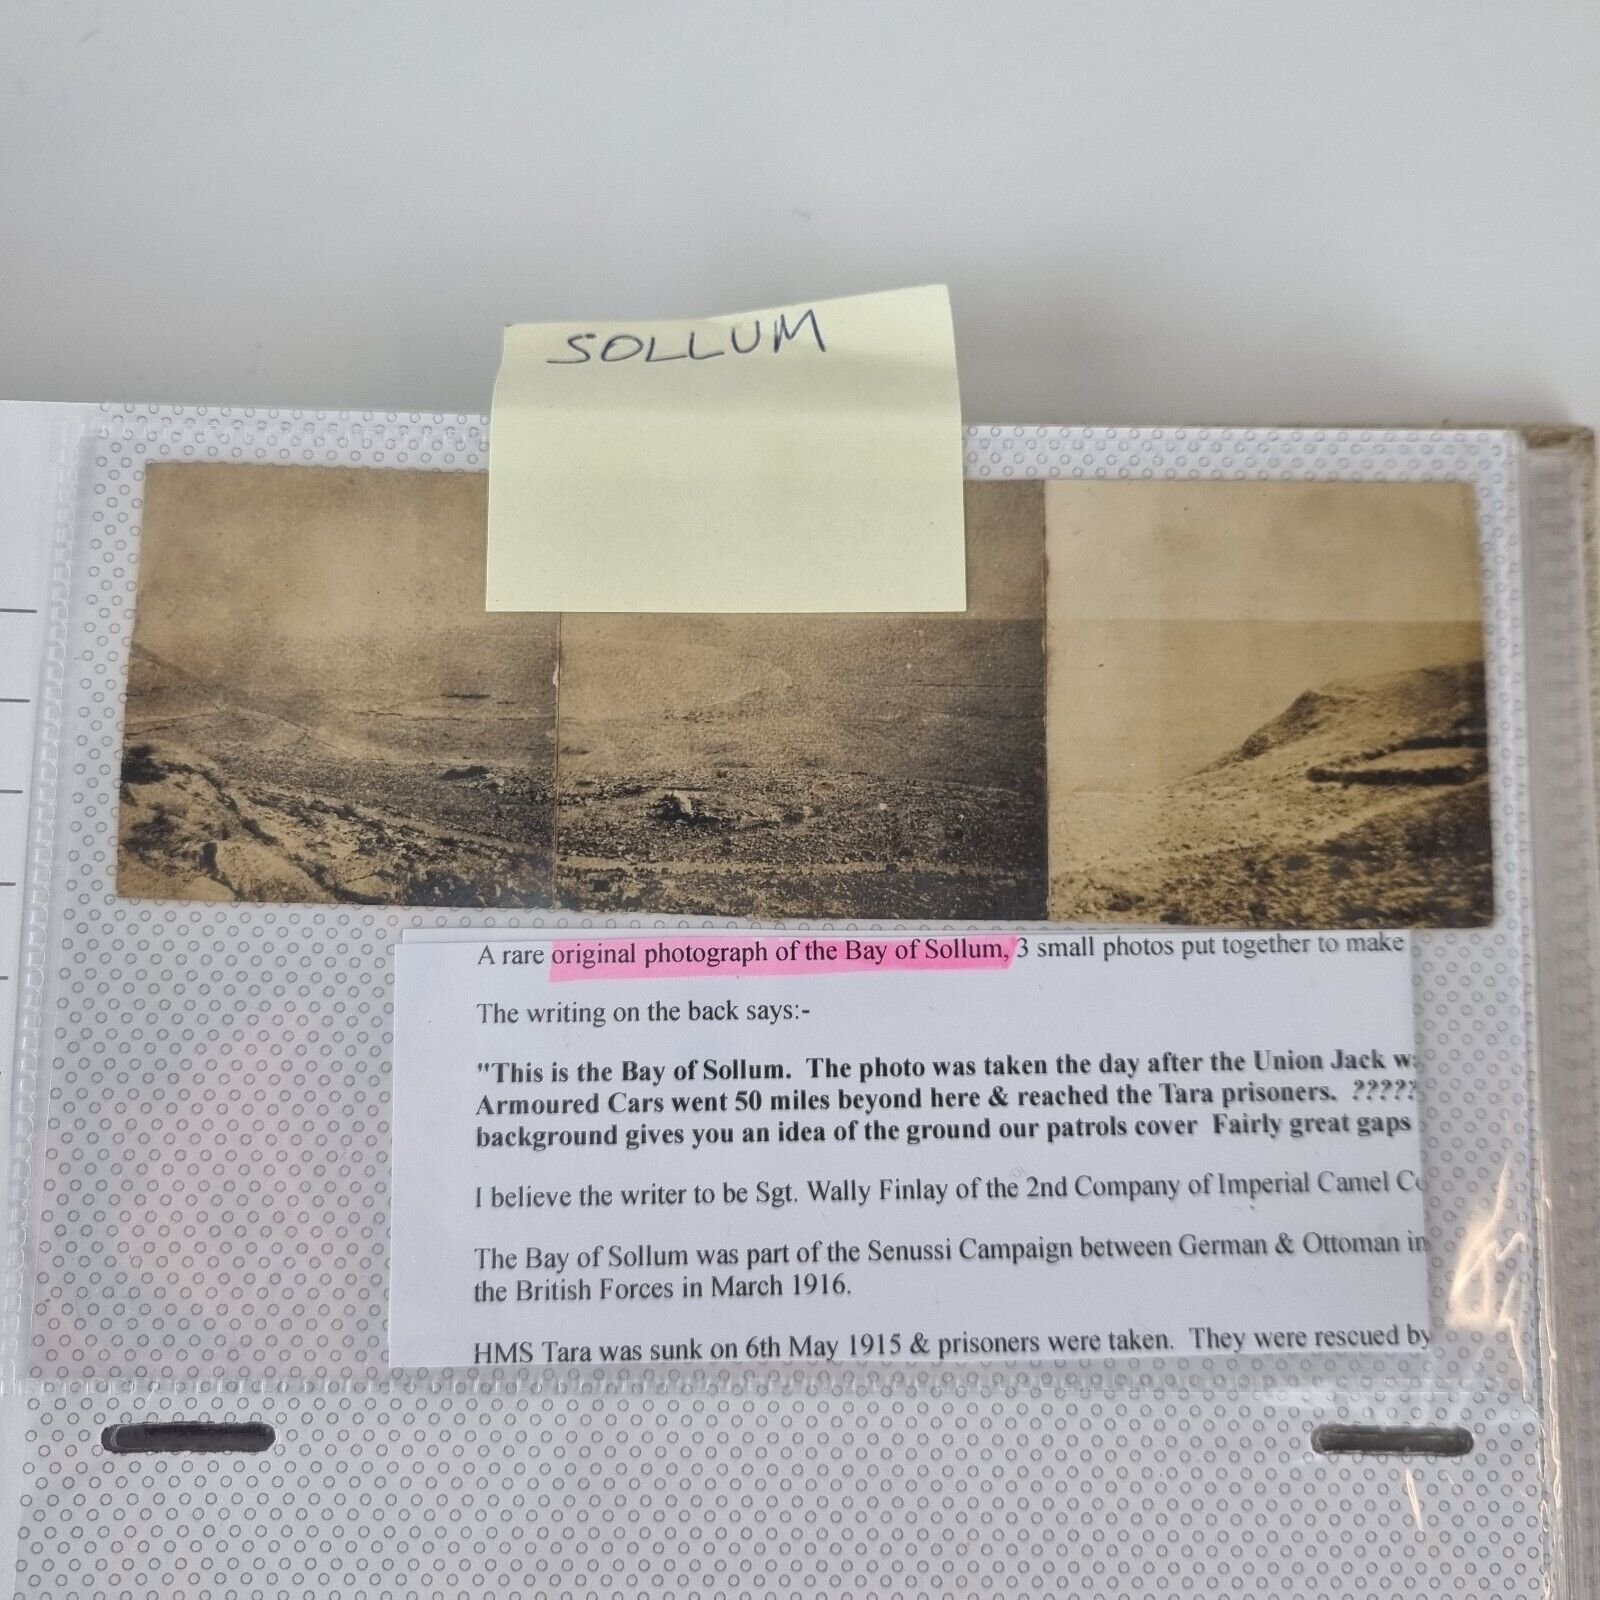 SOLLUM
A rare original photograph of the Bay of Sollum, 3 small photos put together to make
The writing on the back says:-
"This is the Bay of Sollum. The photo was taken the day after the Union Jack
Armoured Cars went 50 miles beyond here & reached the Tara prisoners. ?????
background gives you an idea of the ground our patrols cover Fairly great gaps
I believe the writer to be Sgt. Wally Finlay of the 2nd Company of Imperial Camel
The Bay of Sollum was part of the Senussi Campaign between German & Ottoman
the British Forces in March 1916.
HMS Tara was sunk on 6th May 1915 & prisoners were taken. They were rescued by